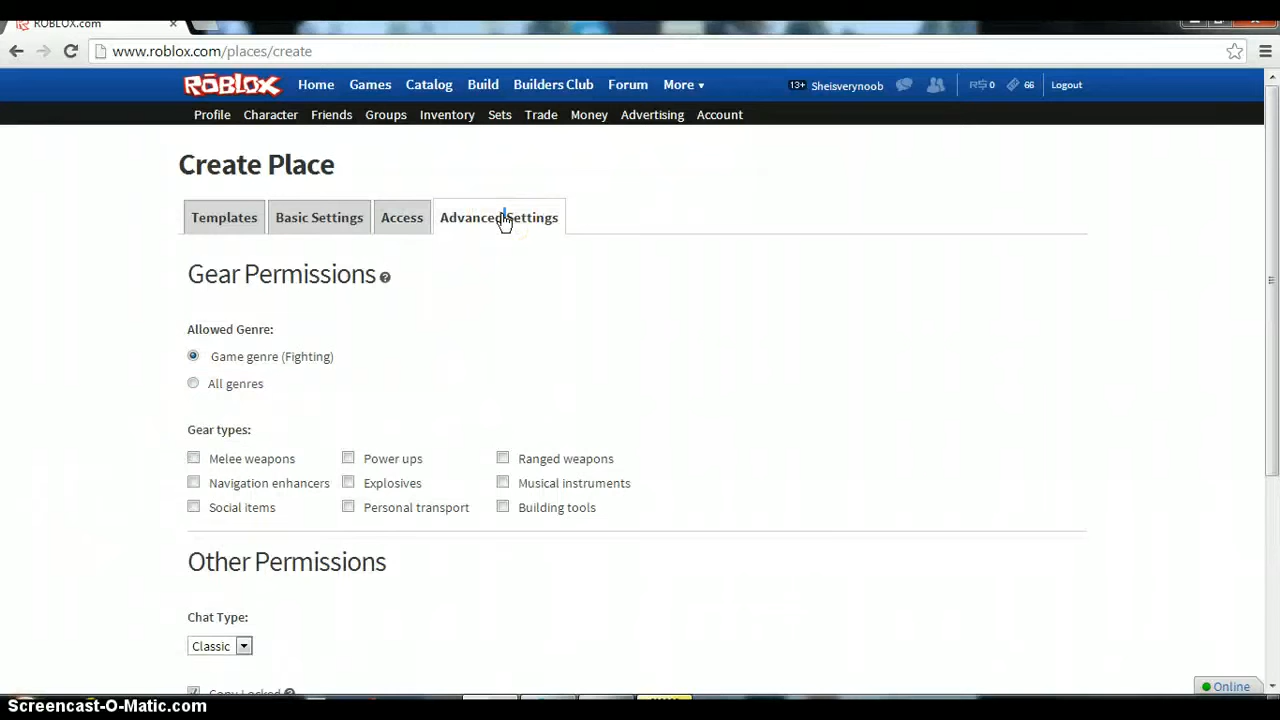 ROBLOX.com
www.roblox.com/places/create
ROBLOX Home Games Catalog Build Builders Club Forum More 13+ Sheisverynoob R$ 0 66 Logout
Profile Character Friends Groups Inventory Sets Trade Money Advertising Account
Create Place
Templates Basic Settings Access Advanced Settings
Gear Permissions
Allowed Genre:
Game genre (Fighting)
All genres
Gear types:
Melee weapons Power ups Ranged weapons
Navigation enhancers Explosives Musical instruments
Social items Personal transport Building tools
Other Permissions
Chat Type:
Classic
Copy Locked
Online
Screencast-O-Matic.com